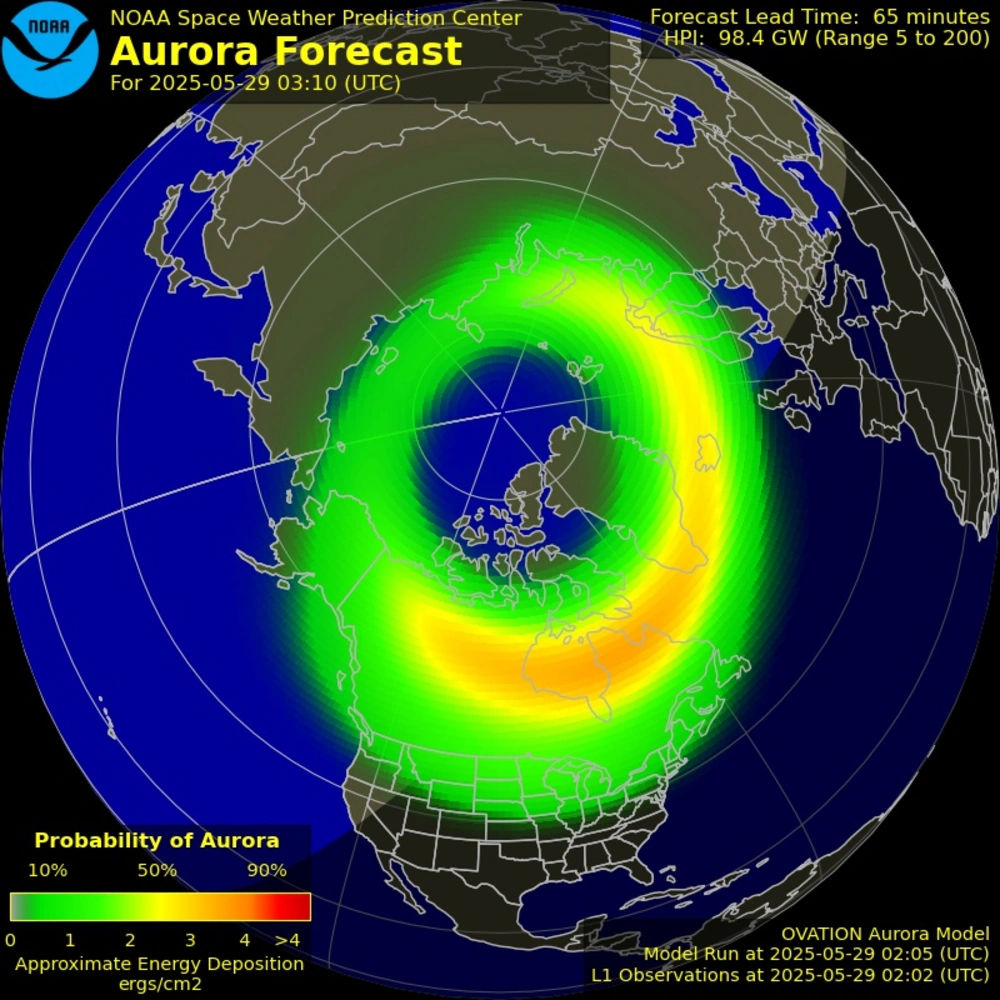 NOAA
NOAA Space Weather Prediction Center
Aurora Forecast
For 2025-05-29 03:10 (UTC)
Forecast Lead Time: 65 minutes
HPI: 98.4 GW (Range 5 to 200)
Probability of Aurora
10% 50% 90%
0 1 2 3 4 >4
Approximate Energy Deposition
ergs/cm2
OVATION Aurora Model
Model Run at 2025-05-29 02:05 (UTC)
L1 Observations at 2025-05-29 02:02 (UTC)